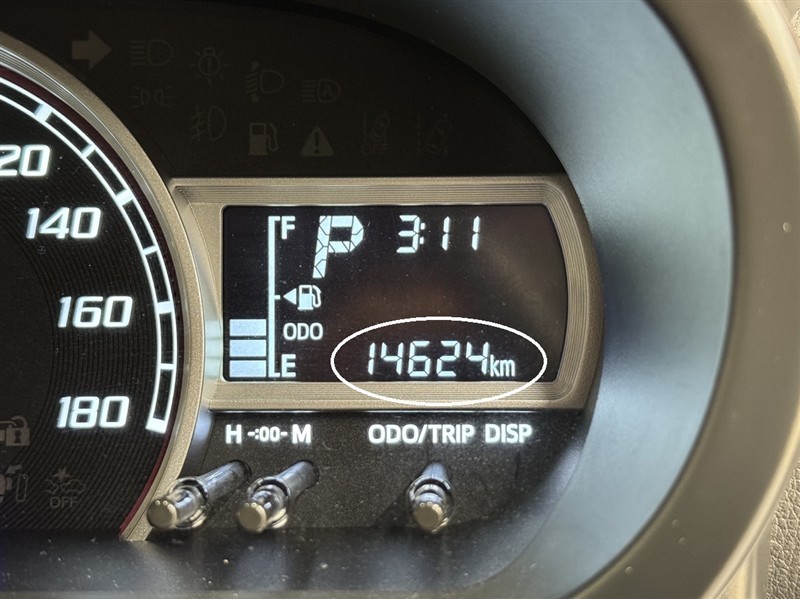 20
140
160
180
F
P 3:11
ODO
E
14624km
H -:00- M
ODO/TRIP DISP
A
OFF